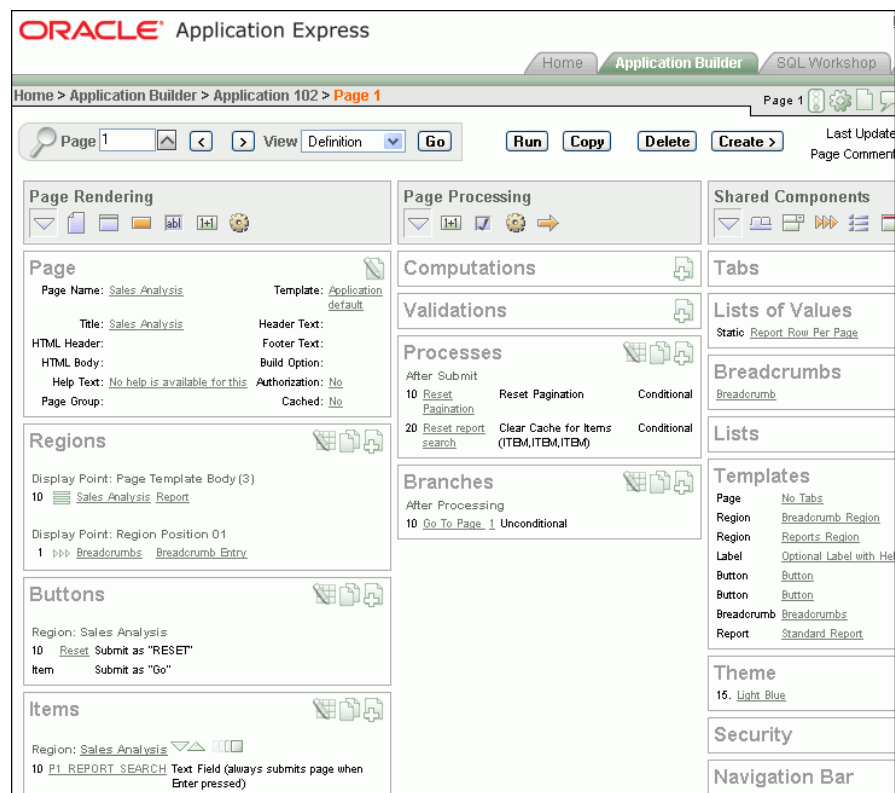 ORACLE Application Express
Home Application Builder SQL Workshop
Home > Application Builder > Application 102 > Page 1
Page 1
Page 1 < > View Definition Go Run Copy Delete Create >
Last Update
Page Comment
Page Rendering
Page
Page Name: Sales Analysis Template: Application default
Title: Sales Analysis Header Text:
HTML Header: Footer Text:
HTML Body: Build Option:
Help Text: No help is available for this Authorization: No
Page Group: Cached: No
Regions
Display Point: Page Template Body (3)
10 Sales Analysis Report
Display Point: Region Position 01
1 Breadcrumbs Breadcrumb Entry
Buttons
Region: Sales Analysis
10 Reset Submit as "RESET"
Item Submit as "Go"
Items
Region: Sales Analysis
10 P1_REPORT_SEARCH Text Field (always submits page when
Enter pressed)
Page Processing
Computations
Validations
Processes
After Submit
10 Reset Pagination Reset Pagination Conditional
20 Reset report search Clear Cache for Items (ITEM,ITEM,ITEM) Conditional
Branches
After Processing
10 Go To Page 1 Unconditional
Shared Components
Tabs
Lists of Values
Static Report Row Per Page
Breadcrumbs
Breadcrumb
Lists
Templates
Page No Tabs
Region Breadcrumb Region
Region Reports Region
Label Optional Label with Hel
Button Button
Button Button
Breadcrumb Breadcrumbs
Report Standard Report
Theme
15. Light Blue
Security
Navigation Bar